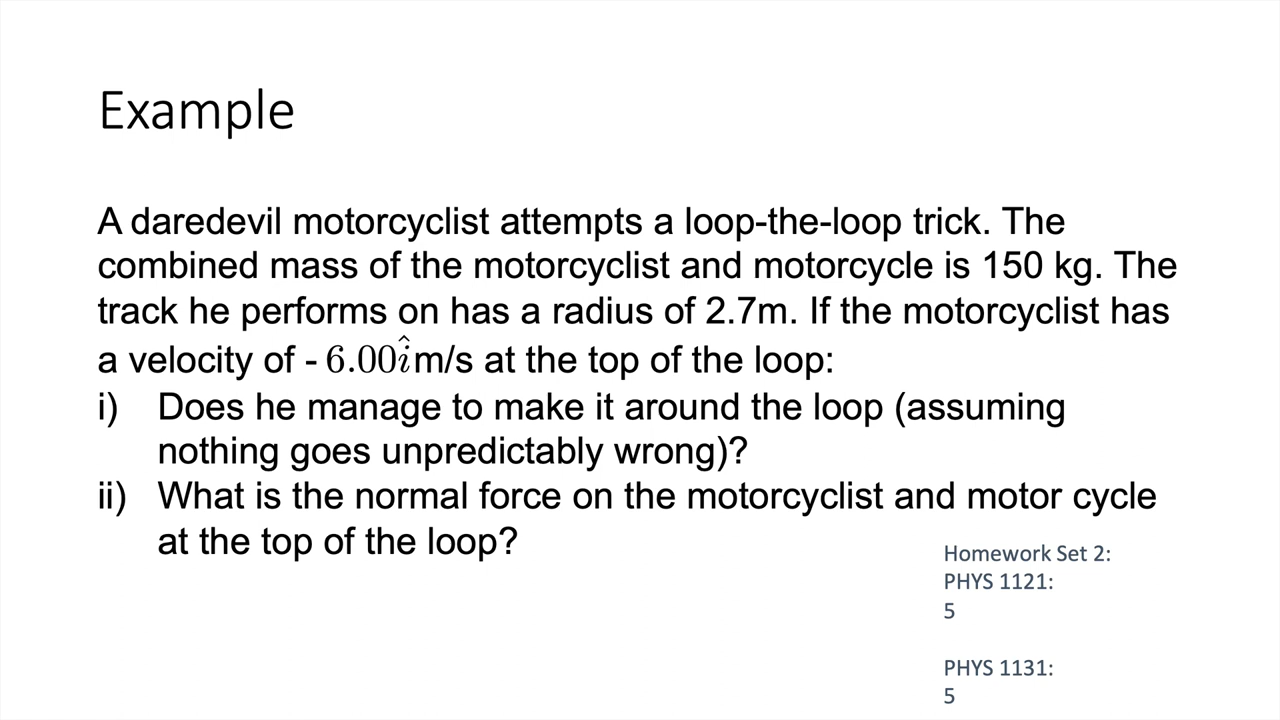 Example
A daredevil motorcyclist attempts a loop-the-loop trick. The
combined mass of the motorcyclist and motorcycle is 150 kg. The
track he performs on has a radius of 2.7m. If the motorcyclist has
a velocity of - 6.00î m/s at the top of the loop:
i) Does he manage to make it around the loop (assuming
nothing goes unpredictably wrong)?
ii) What is the normal force on the motorcyclist and motor cycle
at the top of the loop?
Homework Set 2:
PHYS 1121:
5
PHYS 1131:
5